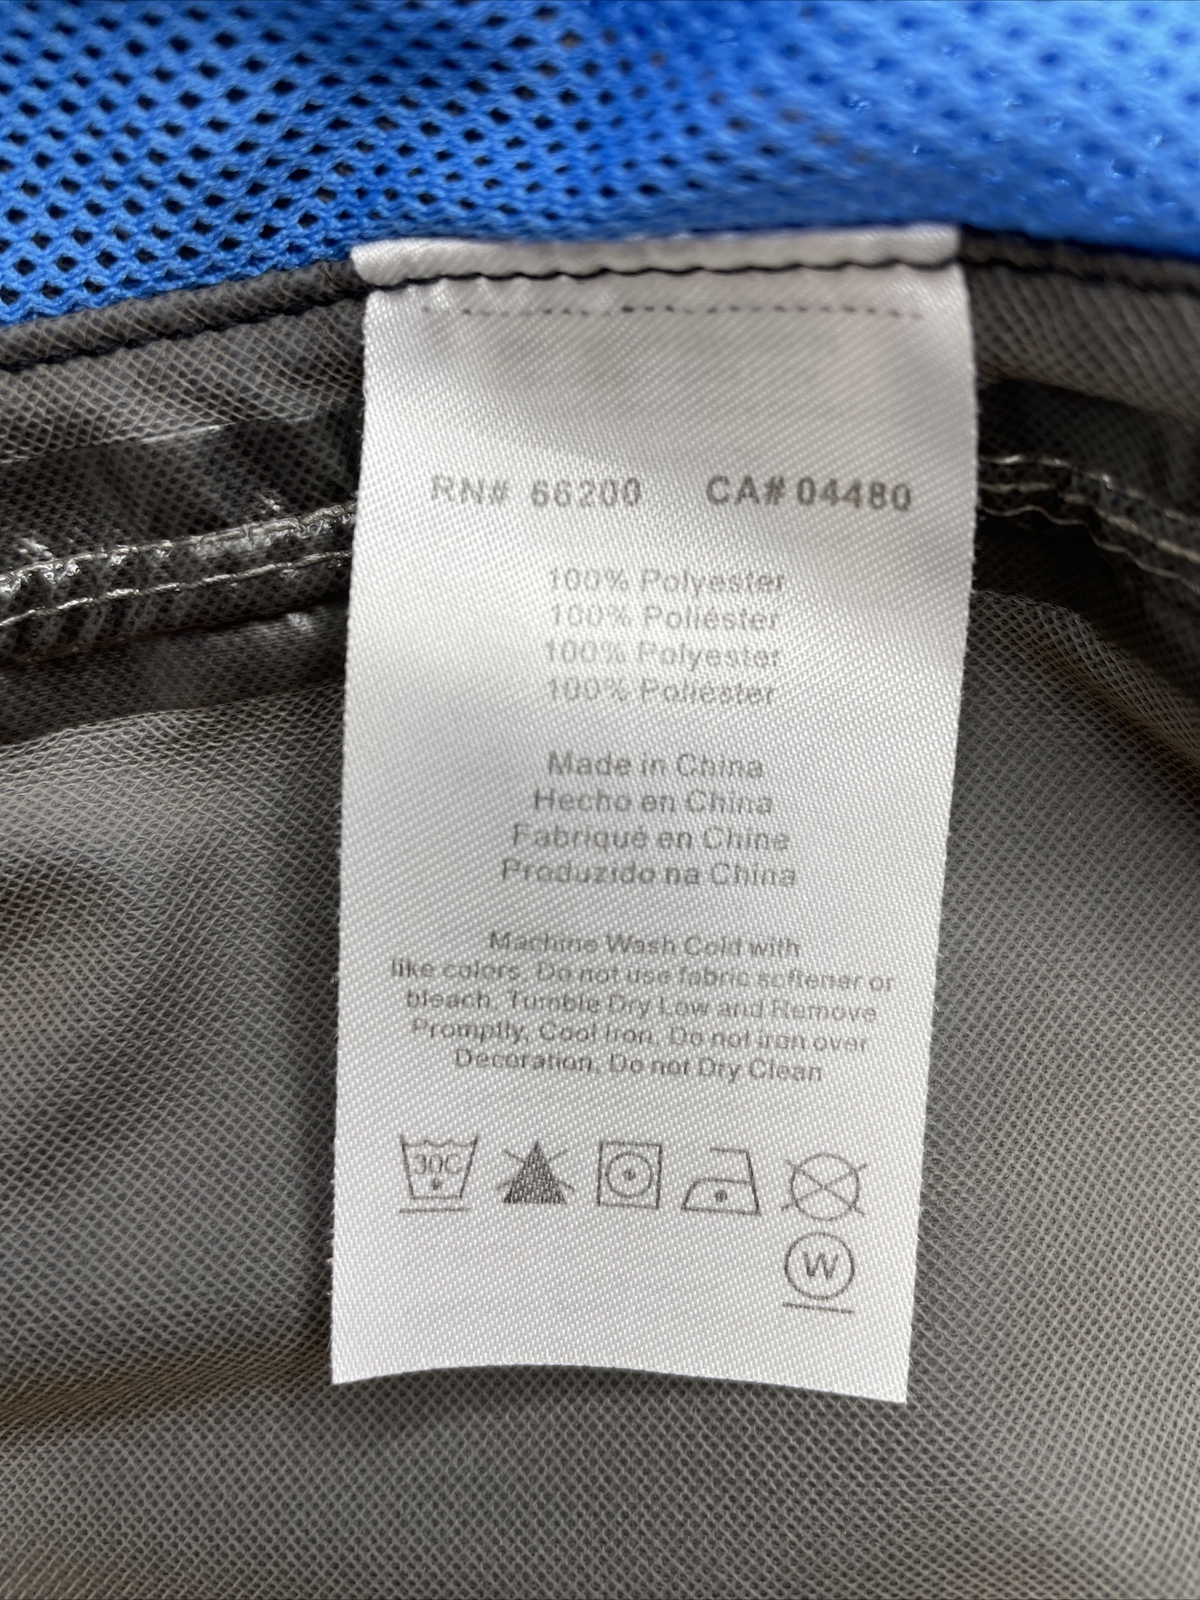 RN# 66200 CA# 04480
100% Polyester
100% Poliéster
100% Polyester
100% Poliéster
Made in China
Hecho en China
Fabriqué en Chine
Produzido na China
Machine Wash Cold with
like colors. Do not use fabric softener or
bleach. Tumble Dry Low and Remove
Promptly. Cool Iron. Do not iron over
Decoration. Do not Dry Clean
30C
W